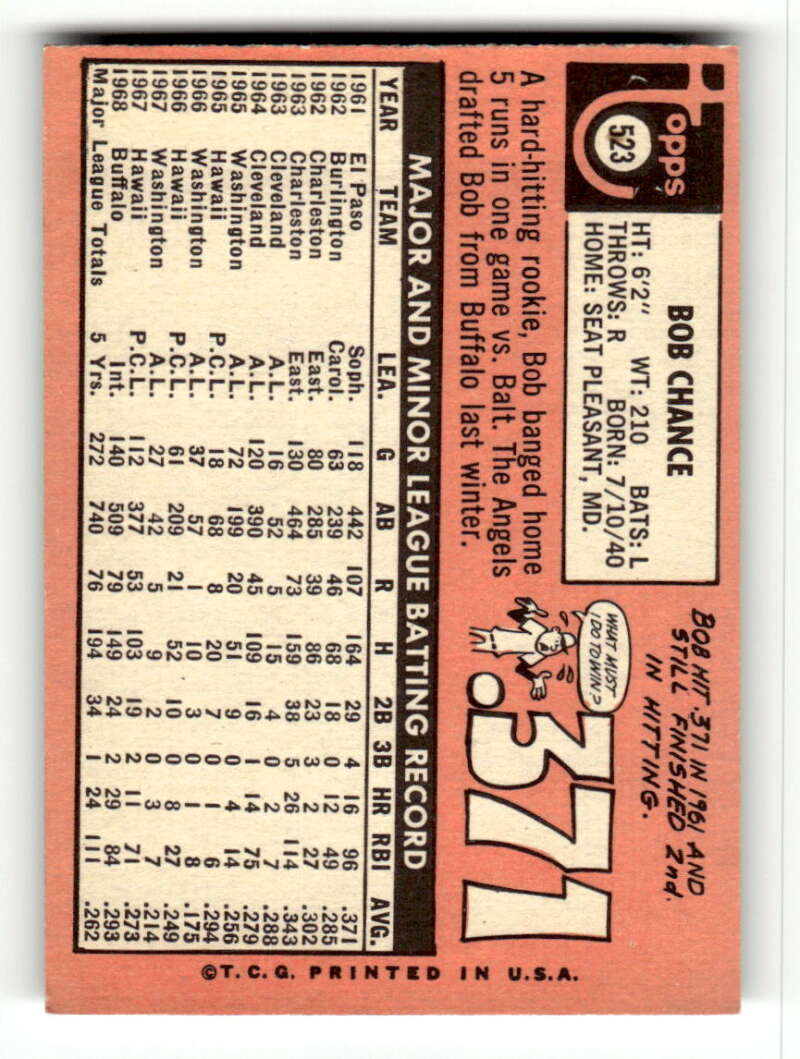 Topps
523
BOB CHANCE
HT: 6'2" WT: 210 BATS: L
THROWS: R BORN: 7/10/40
HOME: SEAT PLEASANT, MD.
BOB HIT .371 IN 1961 AND
STILL FINISHED 2nd.
IN HITTING.
WHAT MUST
I DO TO WIN?
.371
A hard-hitting rookie, Bob banged home
5 runs in one game vs. Balt. The Angels
drafted Bob from Buffalo last winter.
MAJOR AND MINOR LEAGUE BATTING RECORD
YEAR TEAM LEA. G AB R H 2B 3B HR RBI AVG.
1961 El Paso Soph. 118 442 107 164 29 4 16 96 .371
1962 Burlington Carol. 63 239 46 68 18 0 12 49 .285
1962 Charleston East. 80 285 39 86 23 3 2 27 .302
1963 Charleston East. 130 464 73 159 38 5 26 114 .343
1963 Cleveland A.L. 16 52 5 15 4 0 2 7 .288
1964 Cleveland A.L. 120 390 45 109 16 1 14 75 .279
1965 Washington A.L. 72 199 20 51 9 0 4 14 .256
1965 Hawaii P.C.L. 18 68 8 20 7 0 1 6 .294
1966 Washington A.L. 37 57 1 10 3 0 1 8 .175
1966 Hawaii P.C.L. 61 209 21 52 10 0 8 27 .249
1967 Washington A.L. 27 42 5 9 2 0 3 7 .214
1967 Hawaii P.C.L. 112 377 53 103 19 2 11 71 .273
1968 Buffalo Int. 140 509 79 149 24 2 29 84 .293
Major League Totals 5 Yrs. 272 740 76 194 34 1 24 111 .262
©T.C.G. PRINTED IN U.S.A.